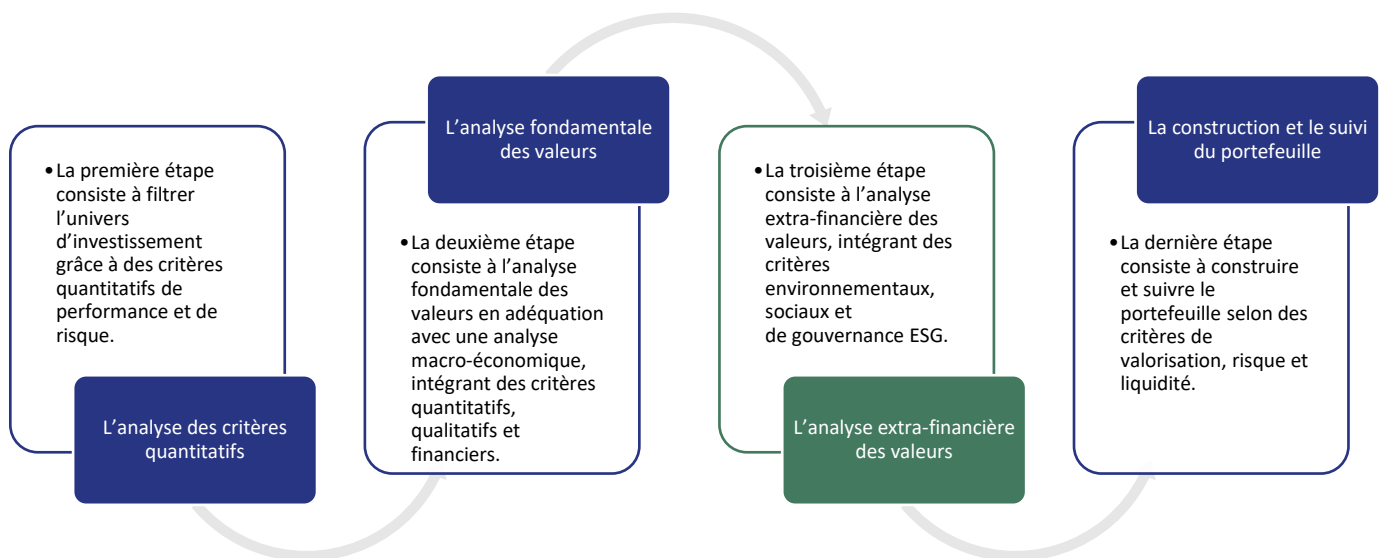 •La première étape
consiste à filtrer
l’univers
d’investissement
grâce à des critères
quantitatifs de
performance et de
risque.
L’analyse des critères
quantitatifs
L’analyse fondamentale
des valeurs
•La deuxième étape
consiste à l’analyse
fondamentale des
valeurs en adéquation
avec une analyse
macro-économique,
intégrant des critères
quantitatifs,
qualitatifs et
financiers.
•La troisième étape
consiste à l’analyse
extra-financière des
valeurs, intégrant des
critères
environnementaux,
sociaux et
de gouvernance ESG.
L’analyse extra-financière
des valeurs
La construction et le suivi
du portefeuille
•La dernière étape
consiste à construire
et suivre le
portefeuille selon des
critères de
valorisation, risque et
liquidité.